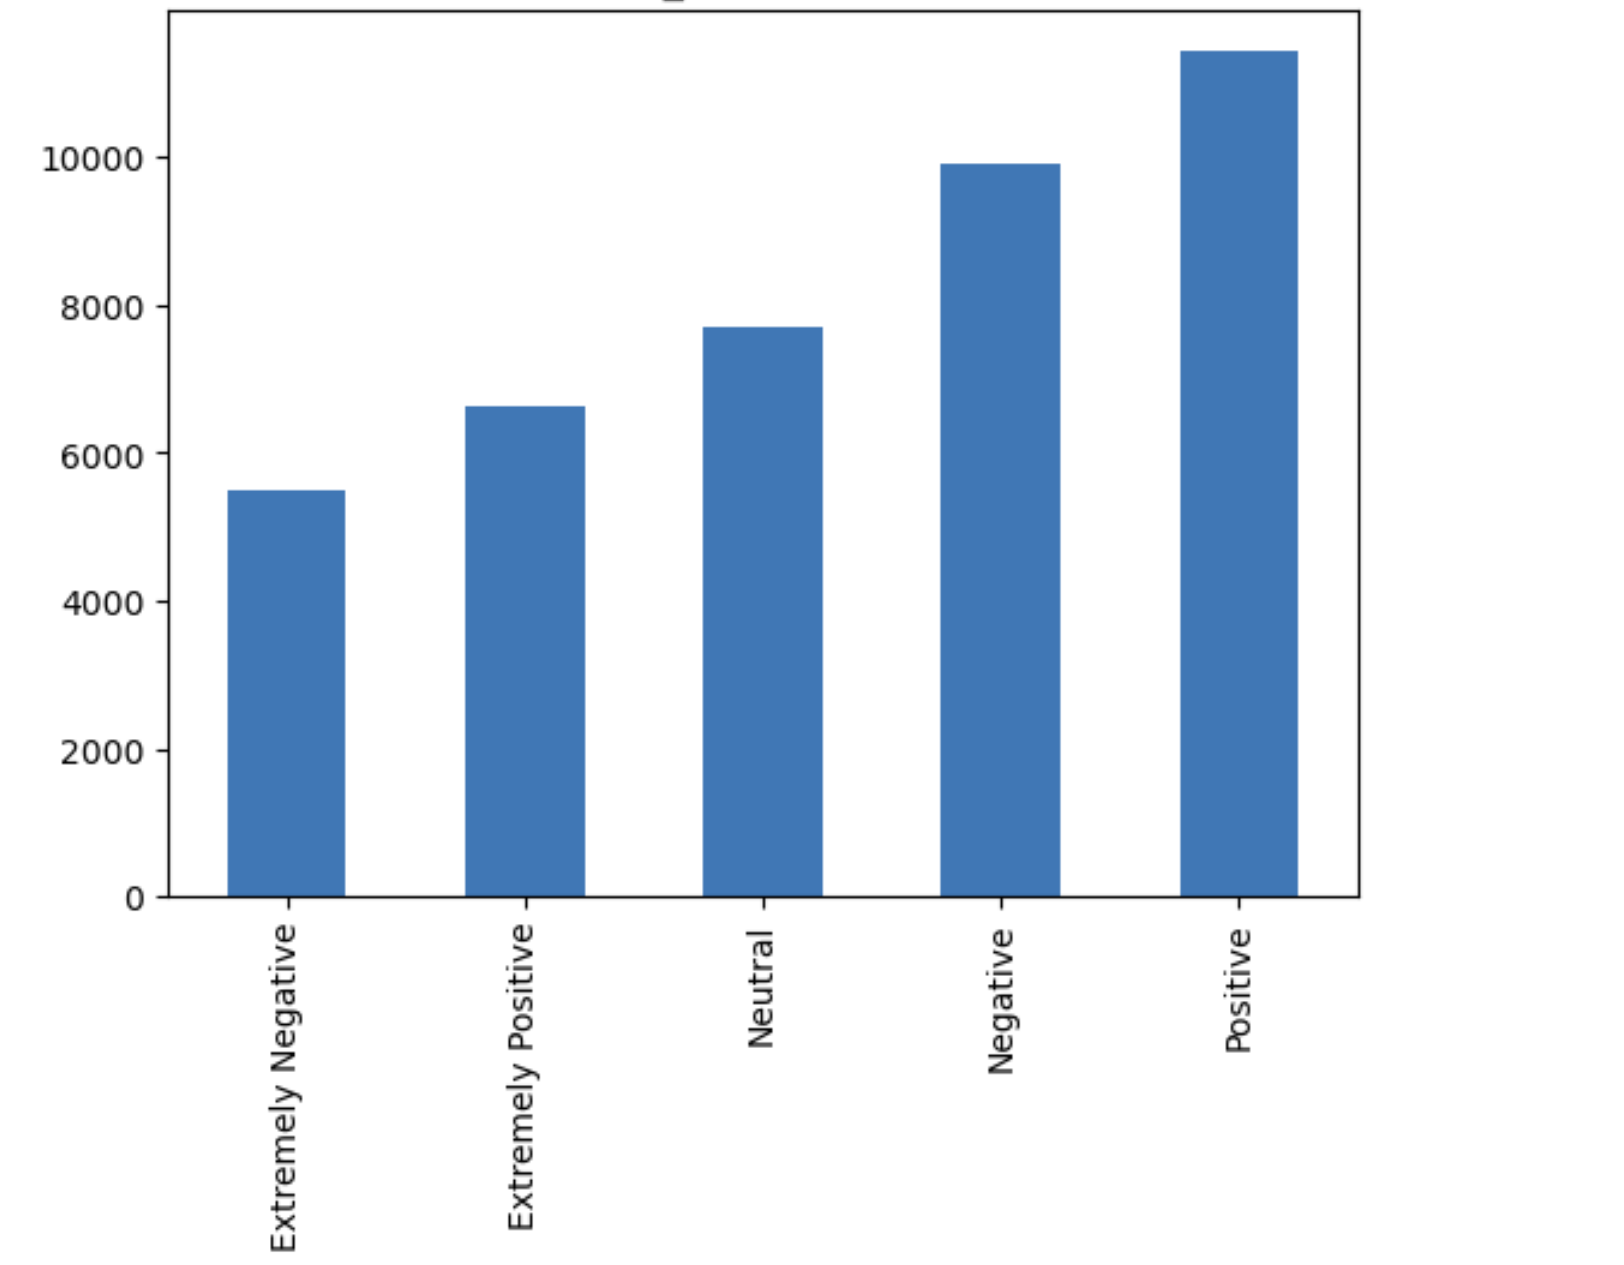 10000
8000
6000
4000
2000
0
Extremely Negative
Extremely Positive
Neutral
Negative
Positive